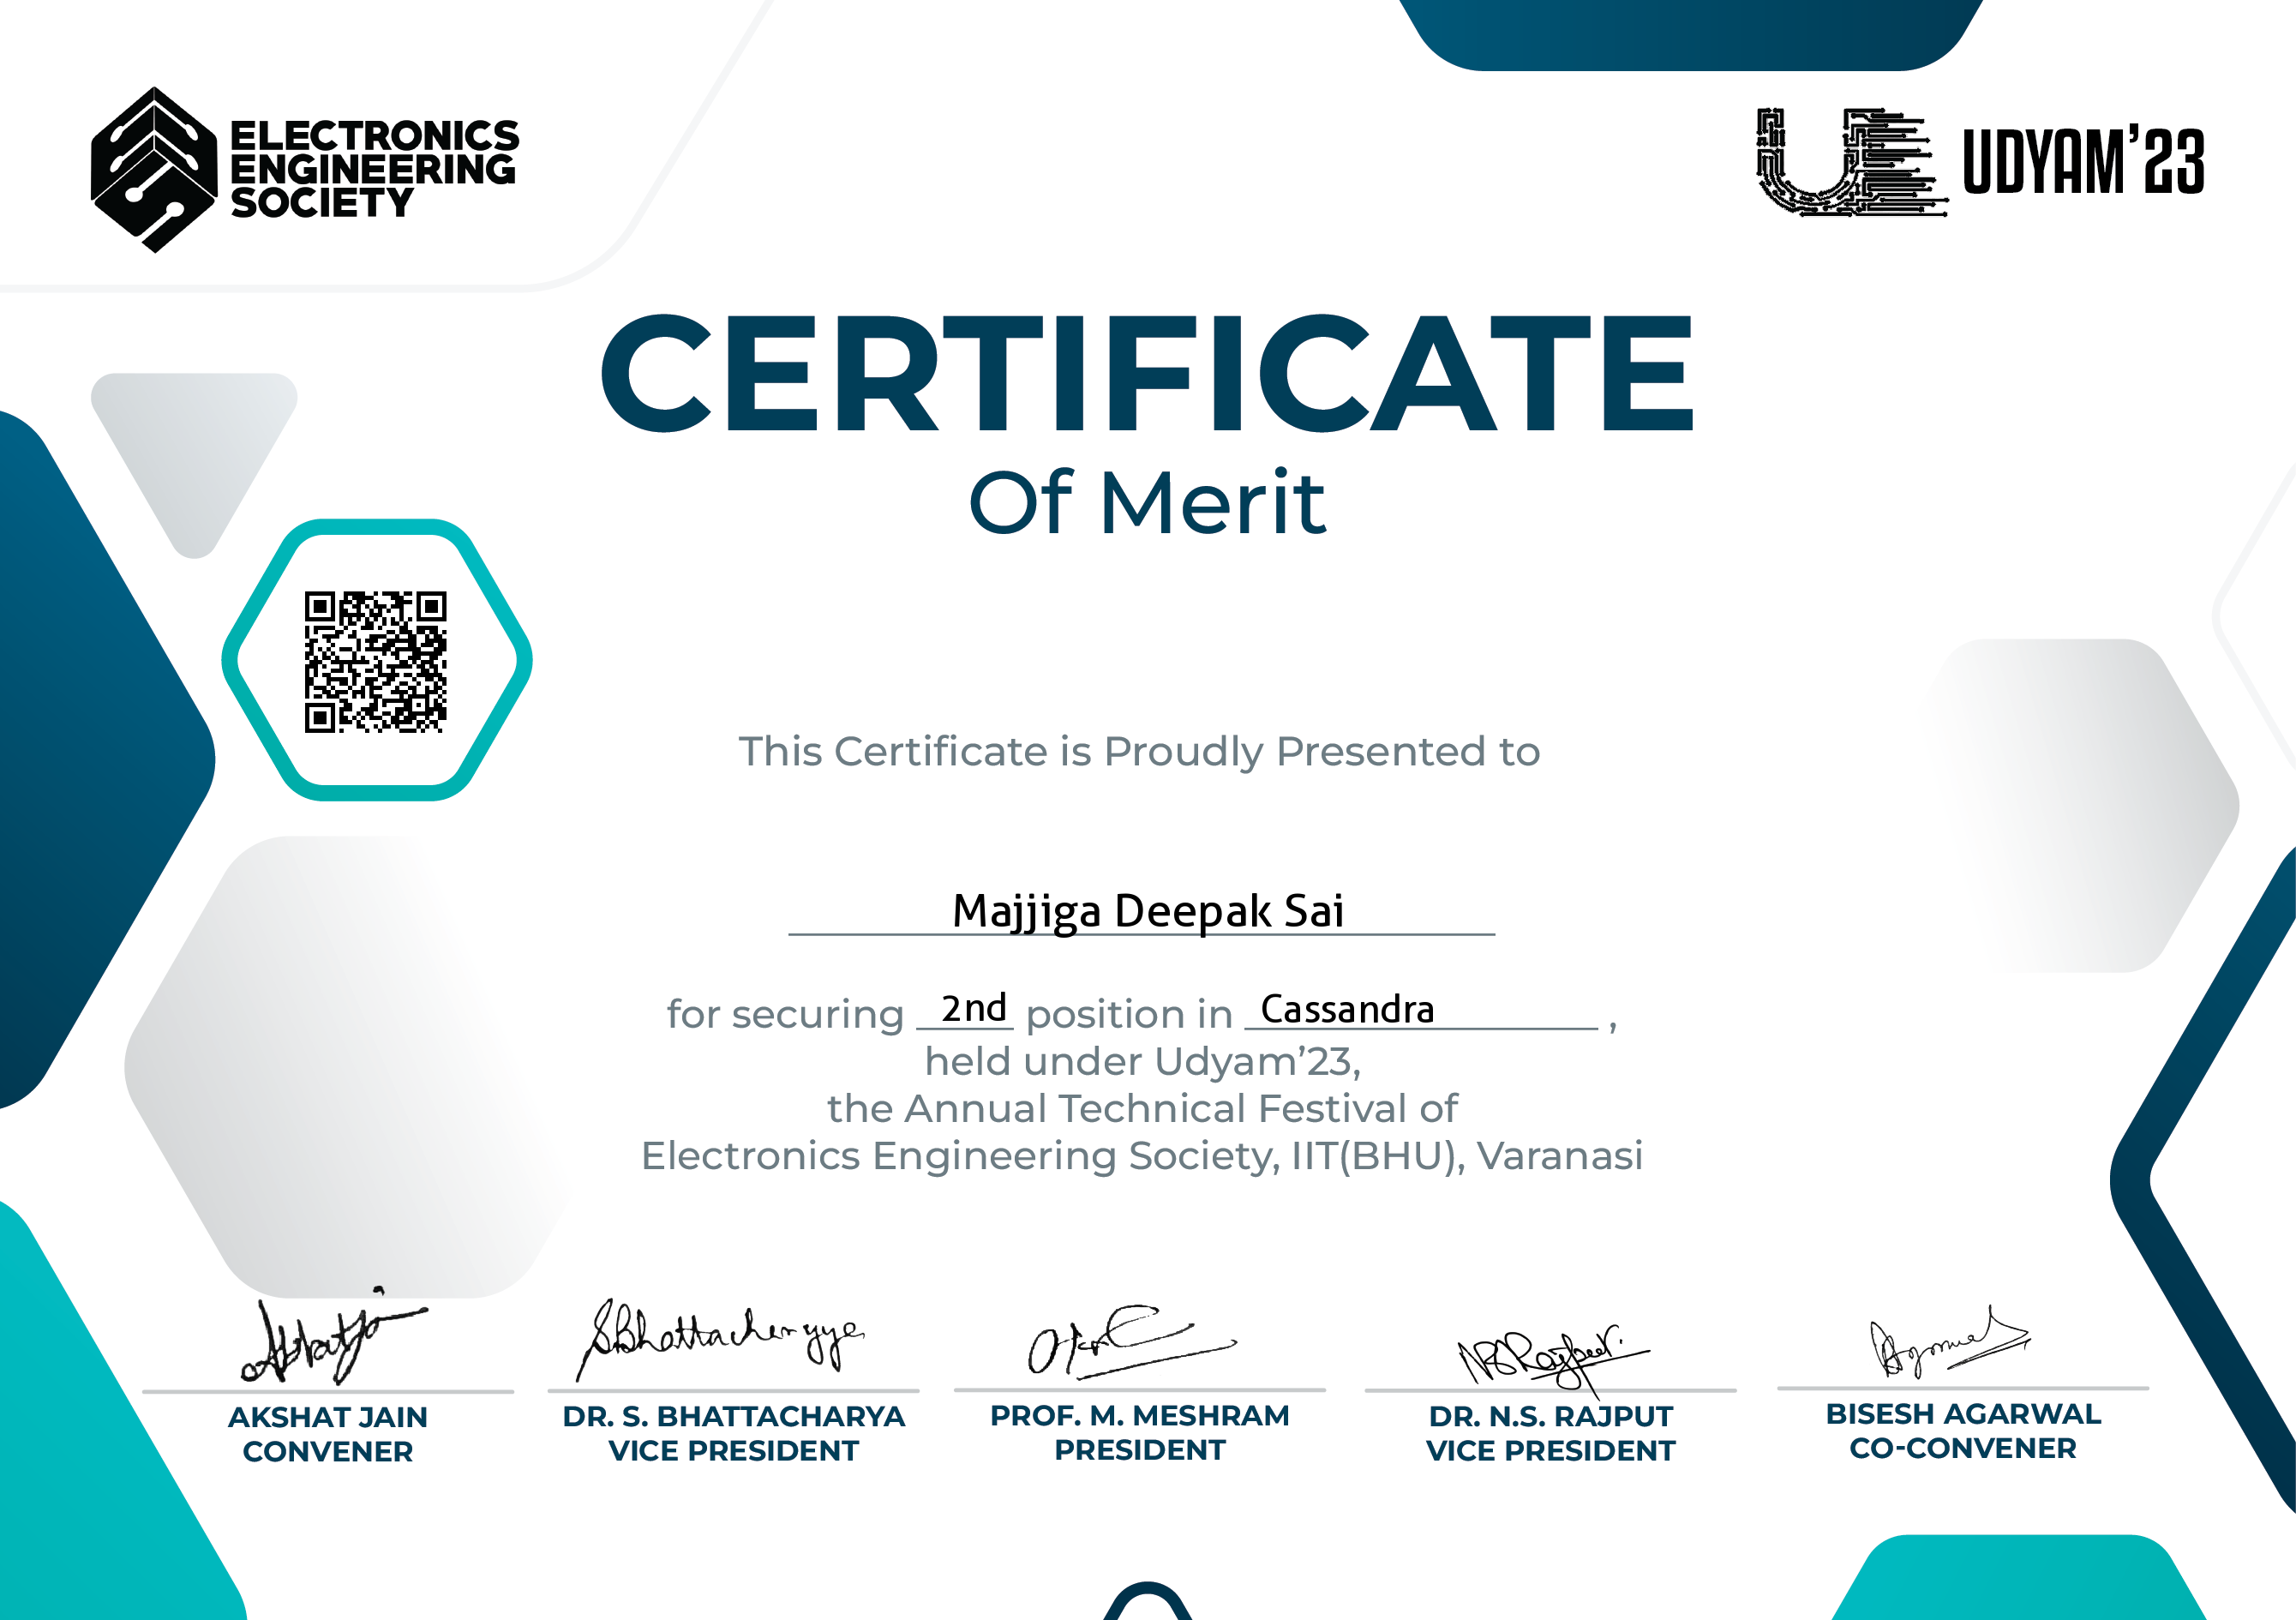 ELECTRONICS
ENGINEERING
SOCIETY
UDYAM’23
CERTIFICATE
Of Merit
This Certificate is Proudly Presented to
Majjiga Deepak Sai
for securing 2nd position in Cassandra ,
held under Udyam’23,
the Annual Technical Festival of
Electronics Engineering Society, IIT(BHU), Varanasi
AKSHAT JAIN
CONVENER
DR. S. BHATTACHARYA
VICE PRESIDENT
PROF. M. MESHRAM
PRESIDENT
DR. N.S. RAJPUT
VICE PRESIDENT
BISESH AGARWAL
CO-CONVENER